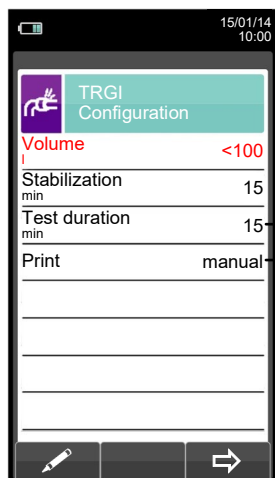 15/01/14
10:00
TRGI
Configuration
Volume <100
l
Stabilization 15
min
Test duration 15
min
Print manual